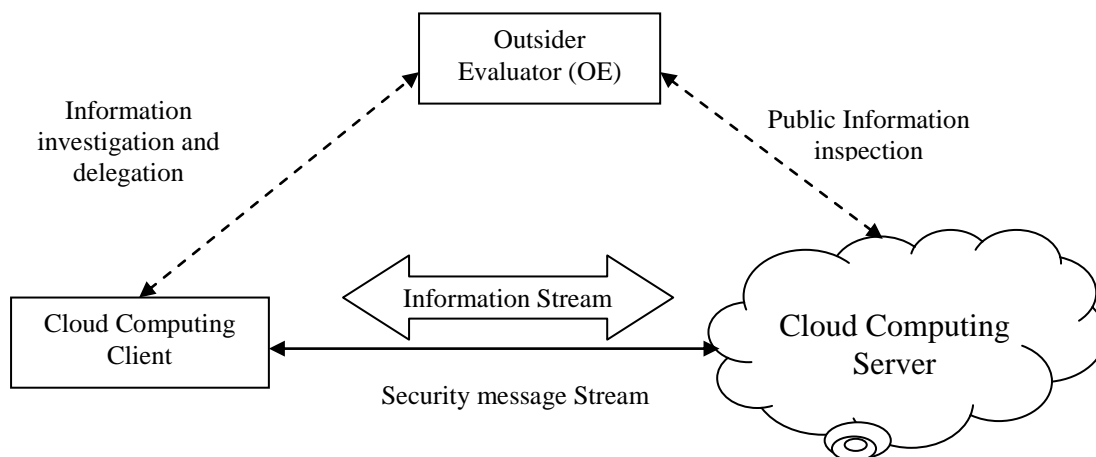 Outsider
Evaluator (OE)
Information
investigation and
delegation
Public Information
inspection
Information Stream
Cloud Computing
Client
Cloud Computing
Server
Security message Stream